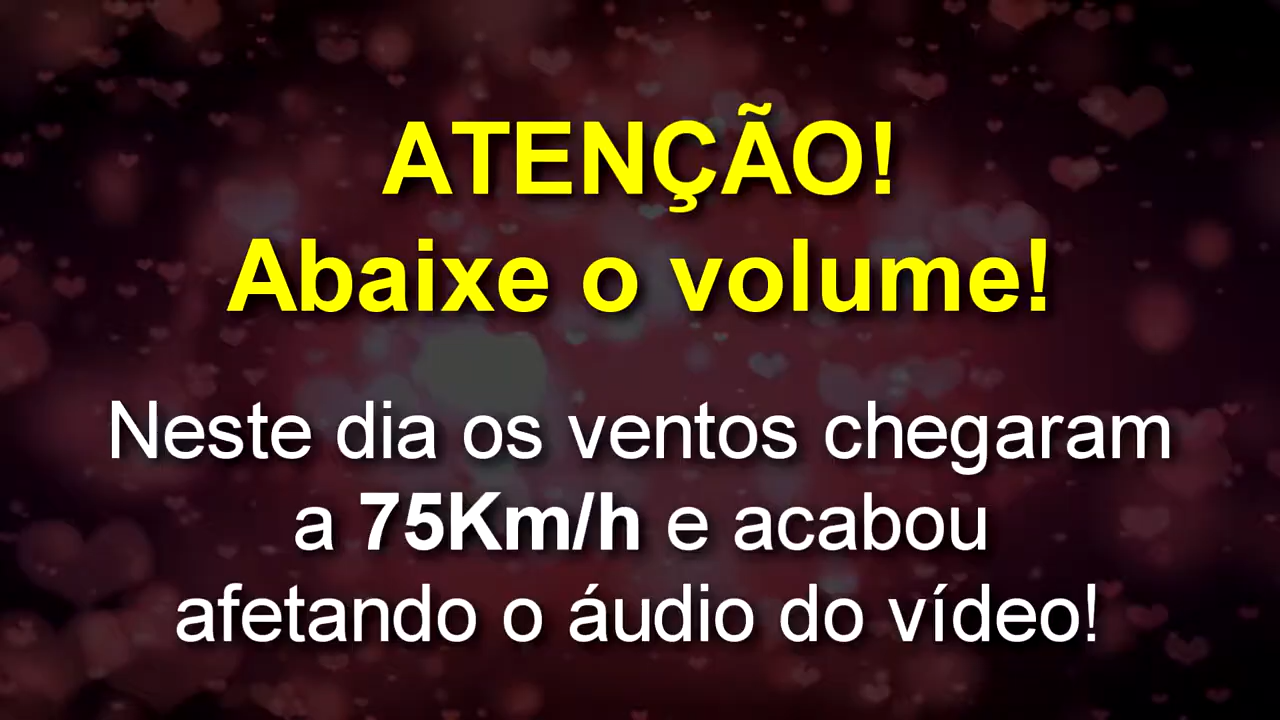 ATENÇÃO!
Abaixe o volume!
Neste dia os ventos chegaram
a 75Km/h e acabou
afetando o áudio do vídeo!